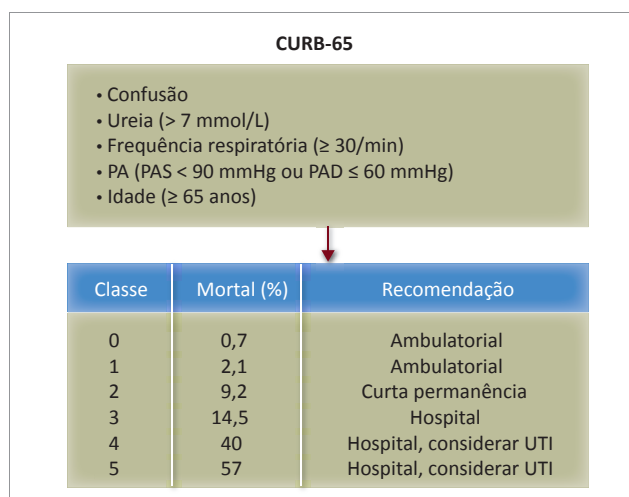 CURB-65
• Confusão
• Ureia (> 7 mmol/L)
• Frequência respiratória (≥ 30/min)
• PA (PAS < 90 mmHg ou PAD ≤ 60 mmHg)
• Idade (≥ 65 anos)
Classe Mortal (%) Recomendação
0 0,7 Ambulatorial
1 2,1 Ambulatorial
2 9,2 Curta permanência
3 14,5 Hospital
4 40 Hospital, considerar UTI
5 57 Hospital, considerar UTI